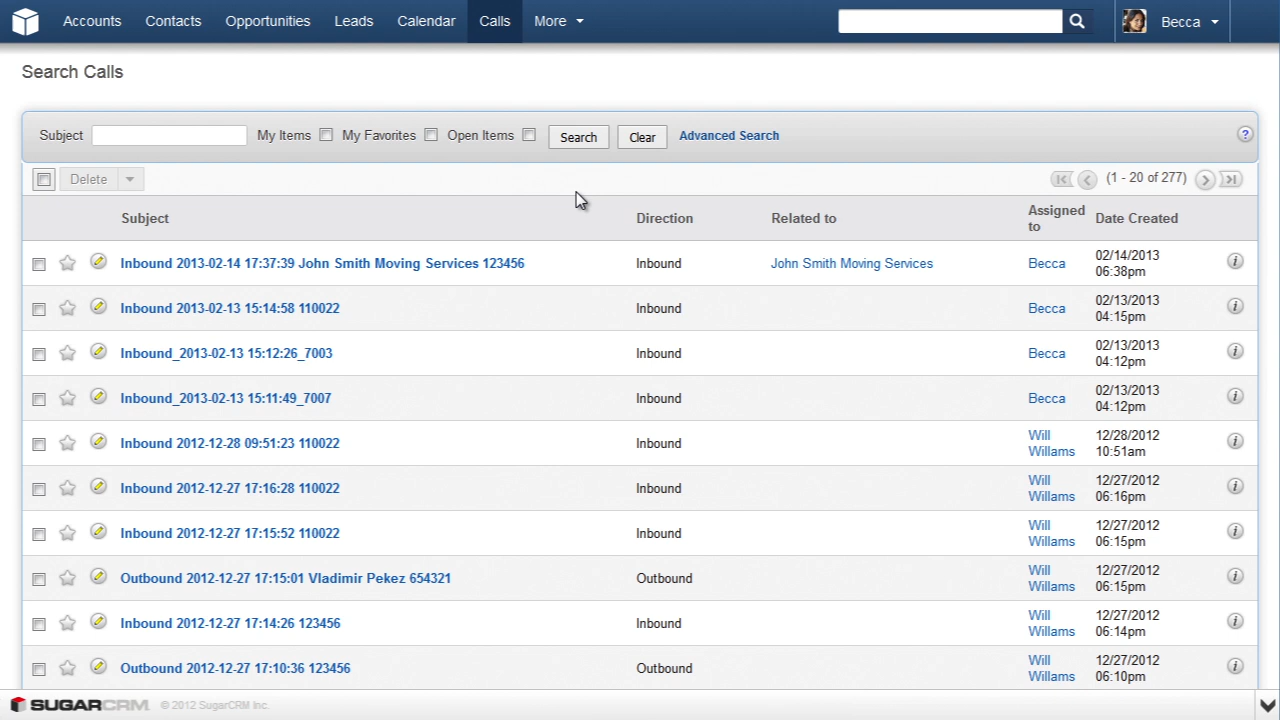 Accounts Contacts Opportunities Leads Calendar Calls More Becca
Search Calls
Subject My Items My Favorites Open Items Search Clear Advanced Search ?
Delete (1 - 20 of 277)
Subject Direction Related to Assigned to Date Created
Inbound 2013-02-14 17:37:39 John Smith Moving Services 123456 Inbound John Smith Moving Services Becca 02/14/2013 06:38pm
Inbound 2013-02-13 15:14:58 110022 Inbound Becca 02/13/2013 04:15pm
Inbound_2013-02-13 15:12:26_7003 Inbound Becca 02/13/2013 04:12pm
Inbound_2013-02-13 15:11:49_7007 Inbound Becca 02/13/2013 04:12pm
Inbound 2012-12-28 09:51:23 110022 Inbound Will Willams 12/28/2012 10:51am
Inbound 2012-12-27 17:16:28 110022 Inbound Will Willams 12/27/2012 06:16pm
Inbound 2012-12-27 17:15:52 110022 Inbound Will Willams 12/27/2012 06:15pm
Outbound 2012-12-27 17:15:01 Vladimir Pekez 654321 Outbound Will Willams 12/27/2012 06:15pm
Inbound 2012-12-27 17:14:26 123456 Inbound Will Willams 12/27/2012 06:14pm
Outbound 2012-12-27 17:10:36 123456 Outbound Will Willams 12/27/2012 06:10pm
SUGARCRM © 2012 SugarCRM Inc.